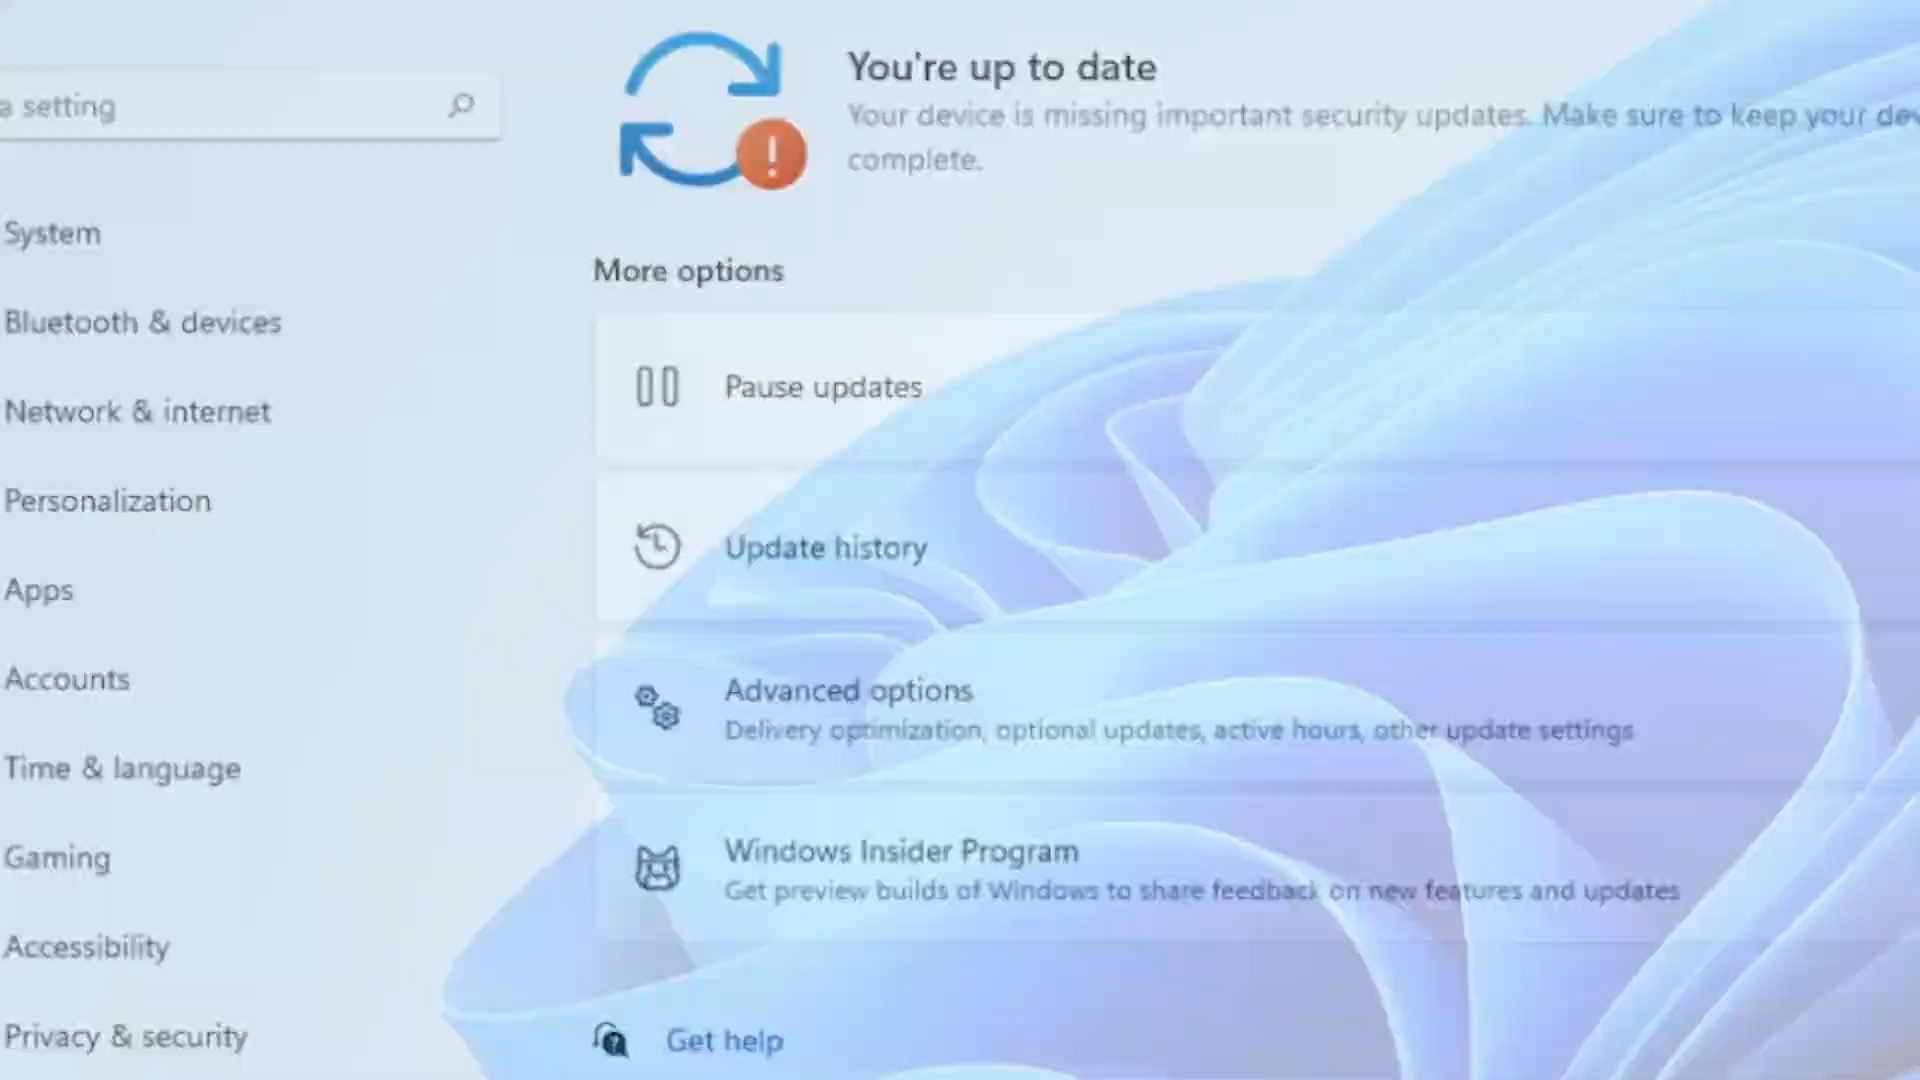 You're up to date
Your device is missing important security updates. Make sure to keep your
complete.
a setting
System
Bluetooth & devices
Network & internet
Personalization
Apps
Accounts
Time & language
Gaming
Accessibility
Privacy & security
More options
Pause updates
Update history
Advanced options
Delivery optimization, optional updates, active hours, other update settings
Windows Insider Program
Get preview builds of Windows to share feedback on new features and updates
Get help